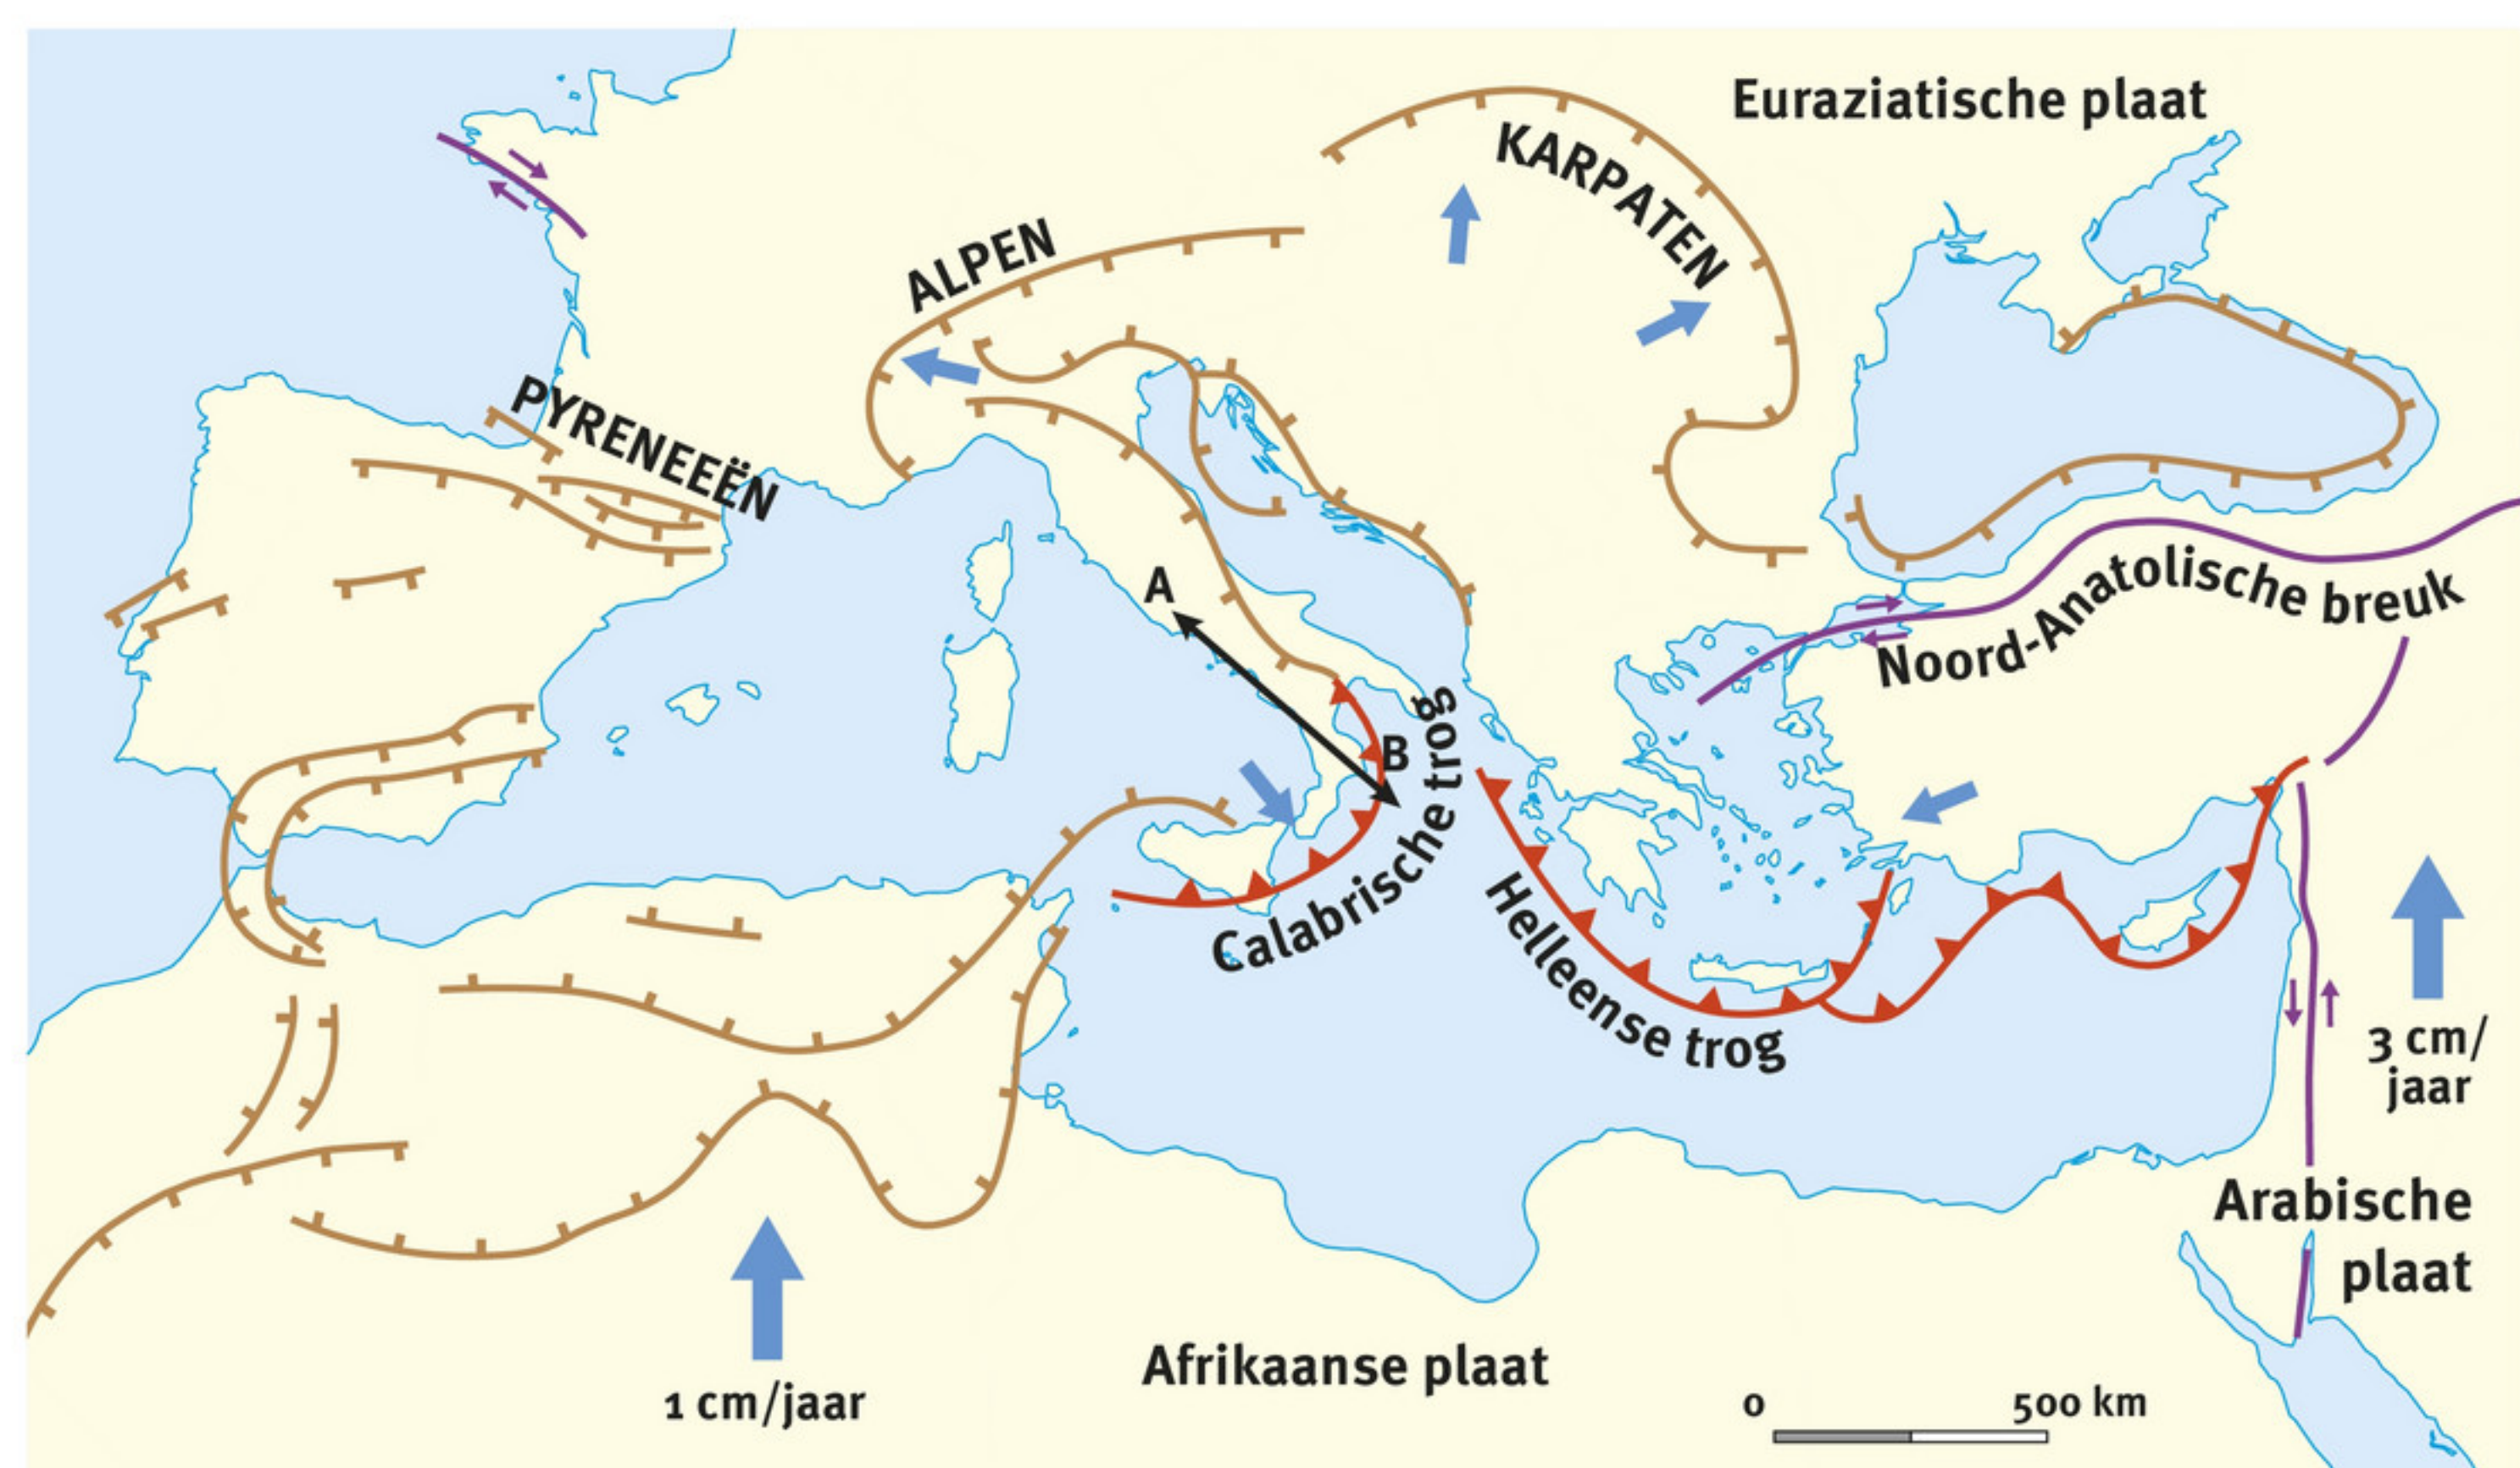 Euraziatische plaat
KARPATEN
ALPEN
PYRENEEËN
Noord-Anatolische breuk
A
B
Calabrische trog
Helleense trog
3 cm/
jaar
Arabische
plaat
Afrikaanse plaat
1 cm/jaar
0 500 km